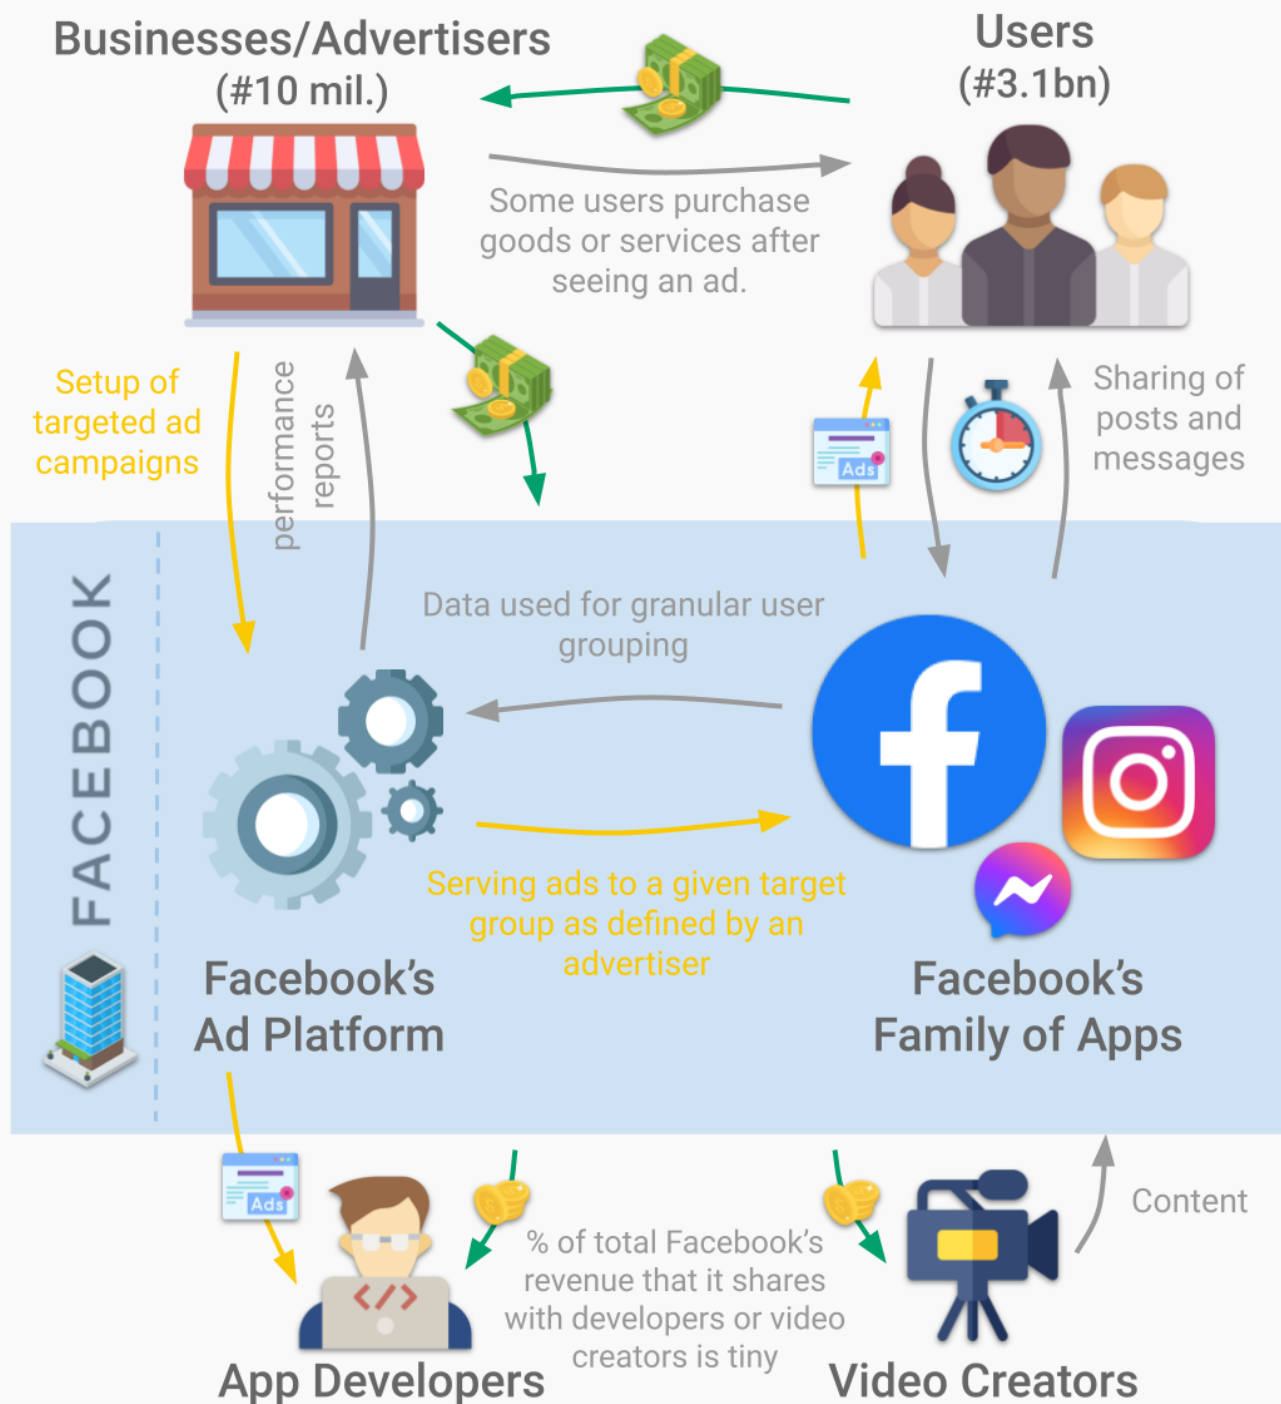 Businesses/Advertisers
(#10 mil.)
Users
(#3.1bn)
Some users purchase
goods or services after
seeing an ad.
Setup of
targeted ad
campaigns
performance
reports
Ads
Sharing of
posts and
messages
FACEBOOK
Data used for granular user
grouping
Serving ads to a given target
group as defined by an
advertiser
Facebook’s
Ad Platform
Facebook’s
Family of Apps
Ads
% of total Facebook’s
revenue that it shares
with developers or video
creators is tiny
Content
</>
App Developers
Video Creators